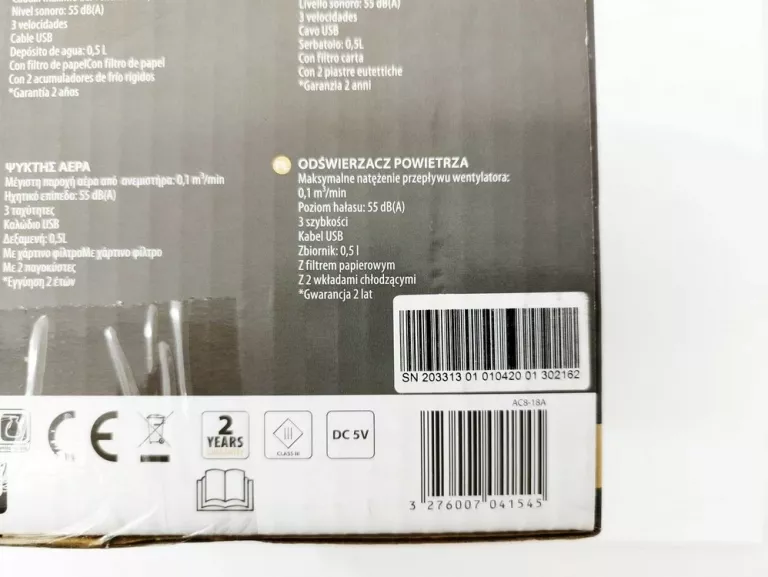 Nivel sonoro: 55 dB(A)
3 velocidades
Cable USB
Depósito de agua: 0,5 L
Con filtro de papelCon filtro de papel
Con 2 acumuladores de frío rígidos
*Garantía 2 años
Livello sonoro: 55 dB(A)
3 velocidades
Cavo USB
Serbatolo: 0,5L
Con filtro carta
Con 2 piastre eutettiche
*Garanzia 2 anni
ΨΥΚΤΗΣ ΑΕΡΑ
Μέγιστη παροχή αέρα από ανεμιστήρα: 0,1 m³/min
Ηχητικό επίπεδο: 55 dB(A)
3 ταχύτητες
Καλώδιο USB
Δεξαμενή: 0,5L
Με χάρτινο φίλτροΜε χάρτινο φίλτρο
Με 2 παγοκύστες
*Εγγύηση 2 ετών
PL ODŚWIERZACZ POWIETRZA
Maksymalne natężenie przepływu wentylatora:
0,1 m³/min
Poziom hałasu: 55 dB(A)
3 szybkości
Kabel USB
Zbiornik: 0,5 l
Z filtrem papierowym
Z 2 wkładami chłodzącymi
*Gwarancja 2 lat
SN 203313 01 010420 01 302162
AC8-18A
CE
2
YEARS
III
CLASS III
DC 5V
3 276007 041545